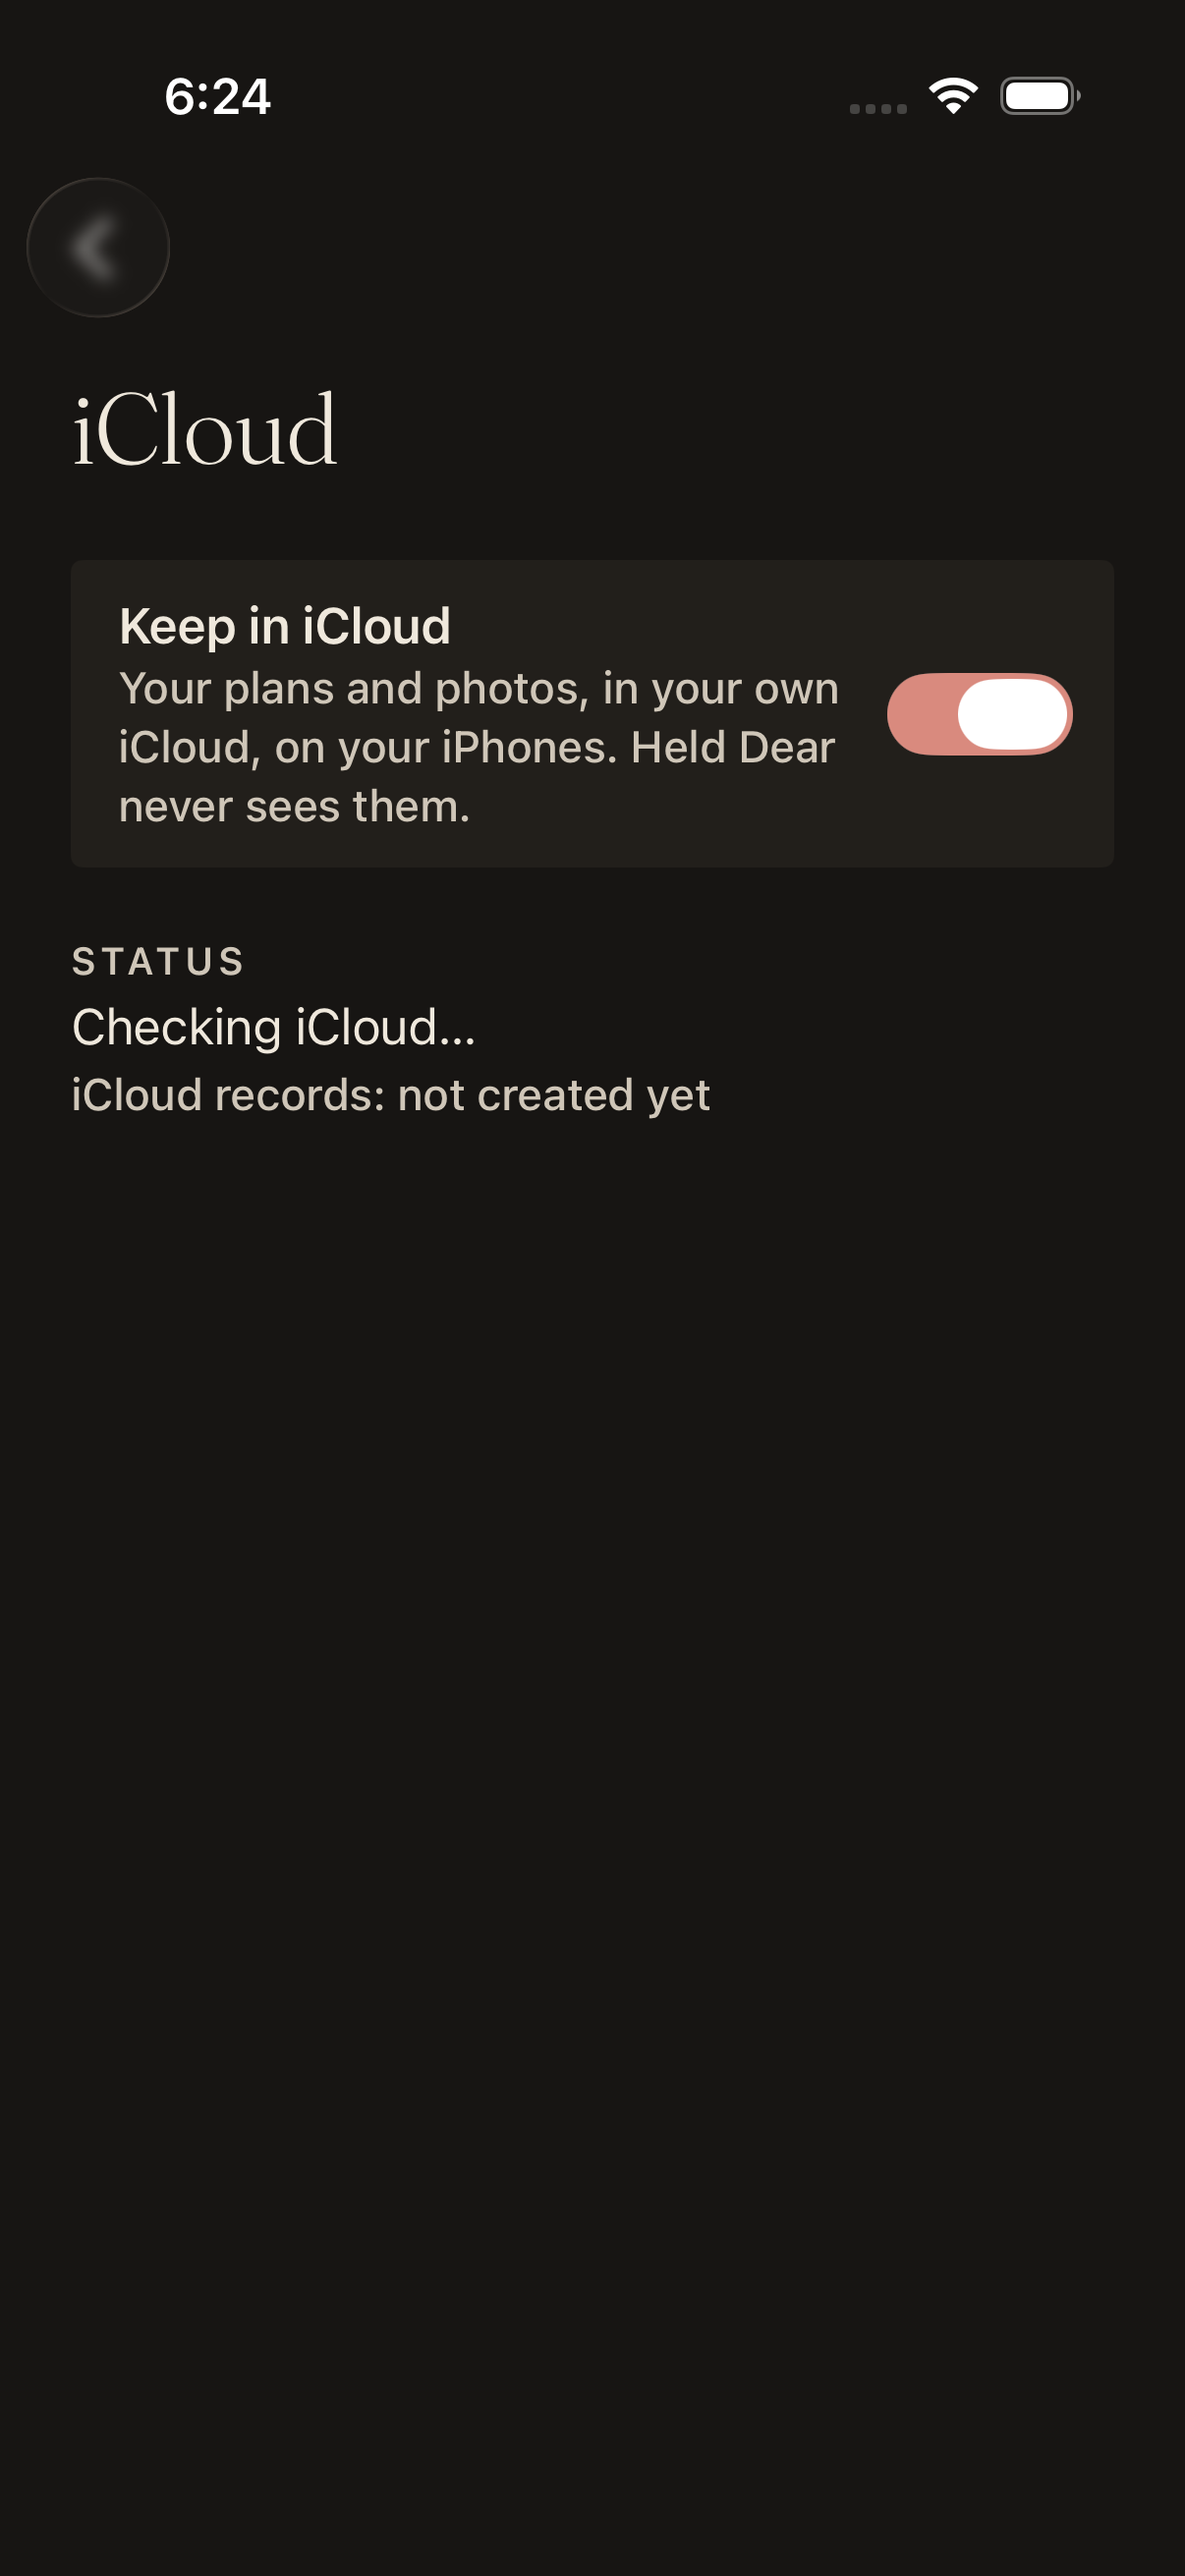 6:24
iCloud
Keep in iCloud
Your plans and photos, in your own
iCloud, on your iPhones. Held Dear
never sees them.
STATUS
Checking iCloud...
iCloud records: not created yet